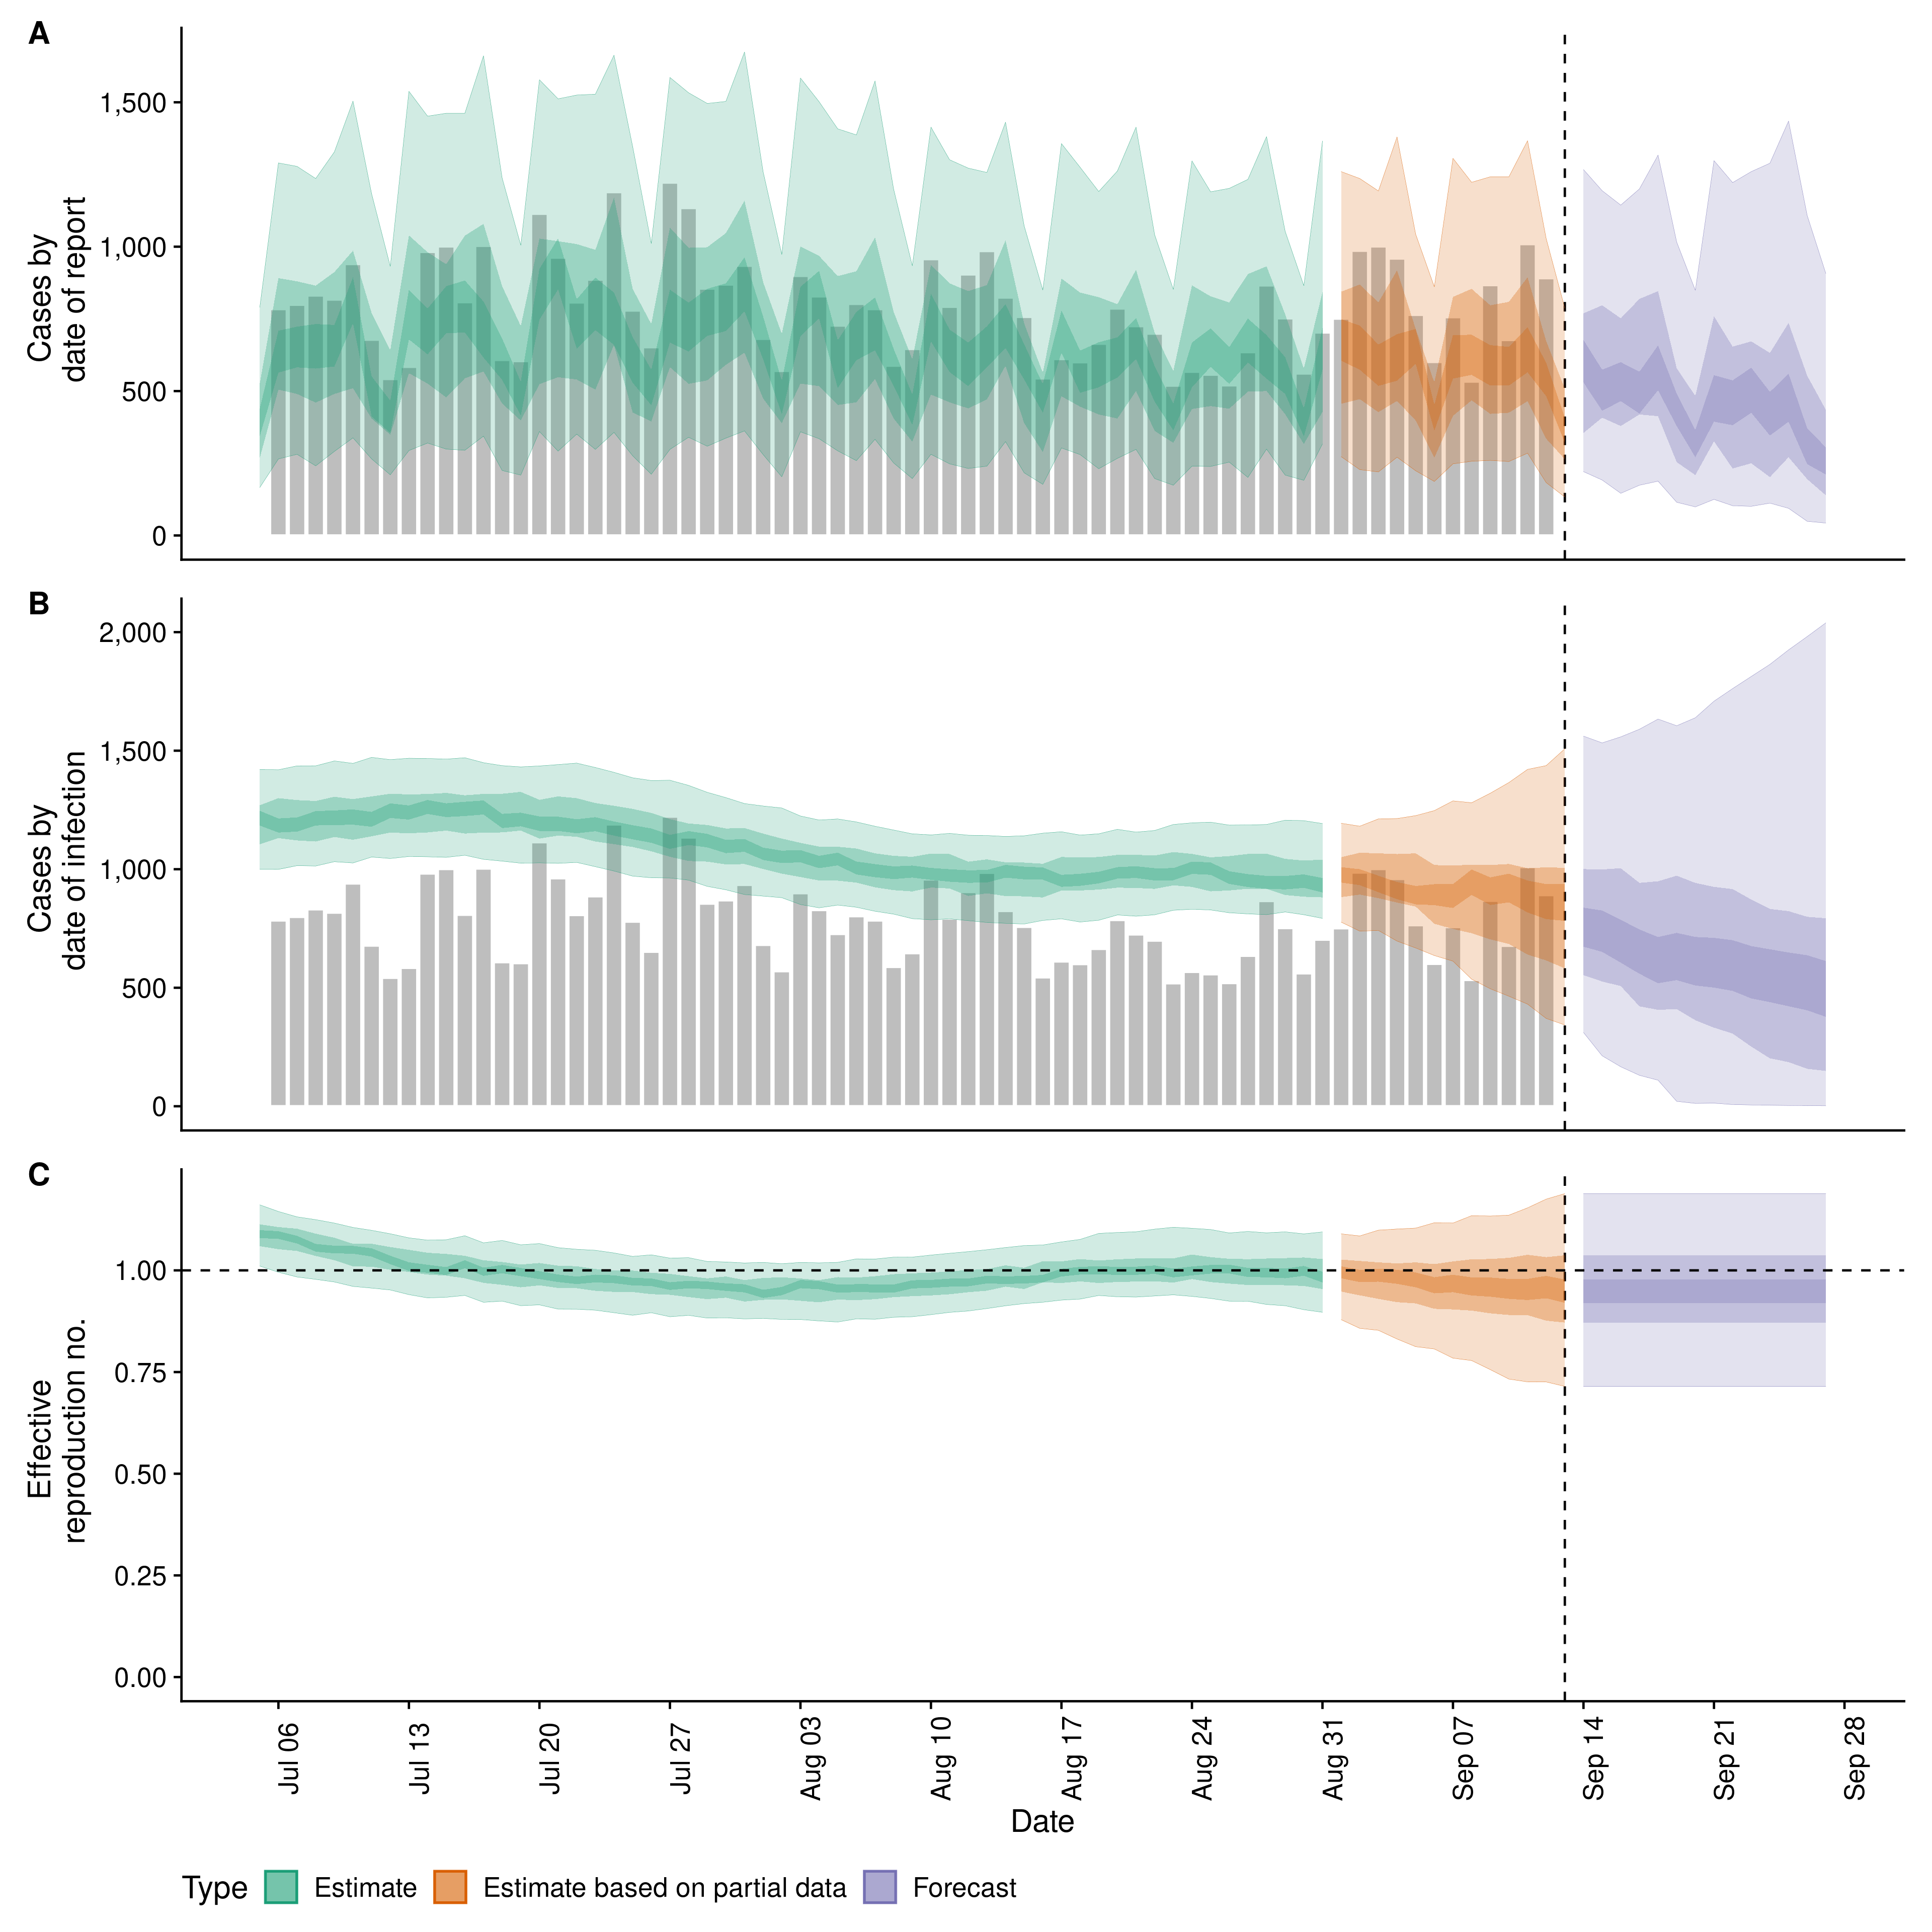 A
Cases by
date of report
1,500
1,000
500
0
B
Cases by
date of infection
2,000
1,500
1,000
500
0
C
Effective
reproduction no.
1.00
0.75
0.50
0.25
0.00
Jul 06
Jul 13
Jul 20
Jul 27
Aug 03
Aug 10
Aug 17
Aug 24
Aug 31
Sep 07
Sep 14
Sep 21
Sep 28
Date
Type Estimate Estimate based on partial data Forecast